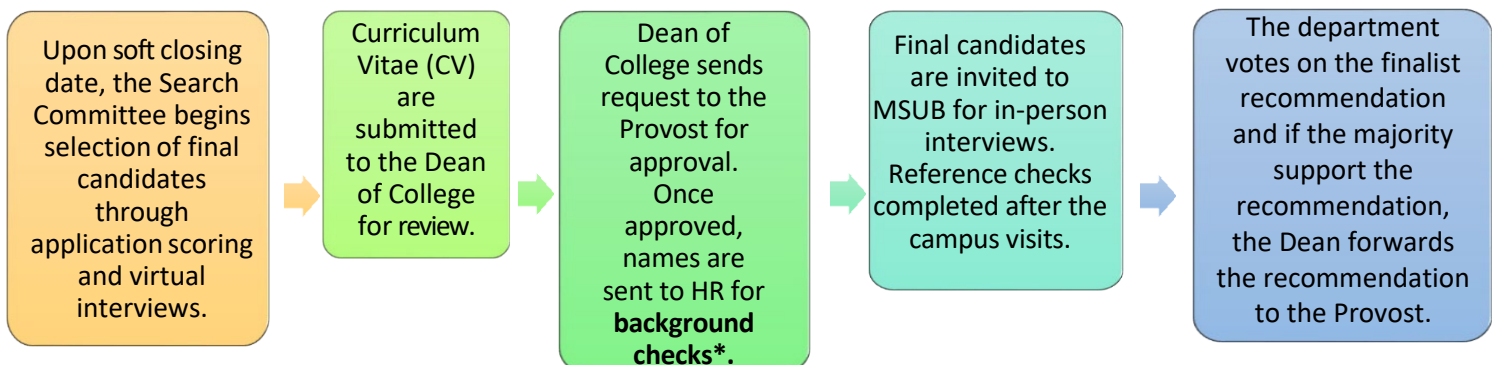 Upon soft closing
date, the Search
Committee begins
selection of final
candidates
through
application scoring
and virtual
interviews.
Curriculum
Vitae (CV)
are
submitted
to the Dean
of College
for review.
Dean of
College sends
request to the
Provost for
approval.
Once
approved,
names are
sent to HR for
background
checks*.
Final candidates
are invited to
MSUB for in-person
interviews.
Reference checks
completed after the
campus visits.
The department
votes on the finalist
recommendation
and if the majority
support the
recommendation,
the Dean forwards
the recommendation
to the Provost.